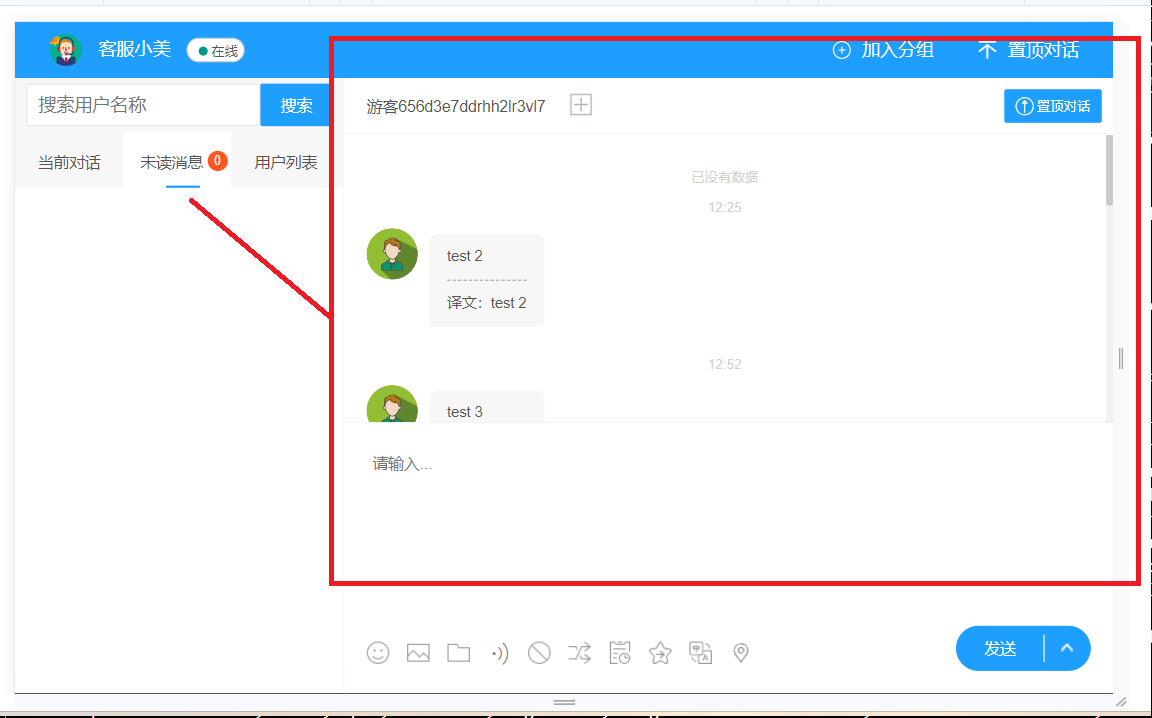 客服小美
在线
加入分组
置顶对话
搜索用户名称
搜索
当前对话
未读消息
0
用户列表
游客656d3e7ddrhh2lr3vl7
置顶对话
已没有数据
12:25
test 2
---------------
译文：test 2
12:52
test 3
请输入...
发送